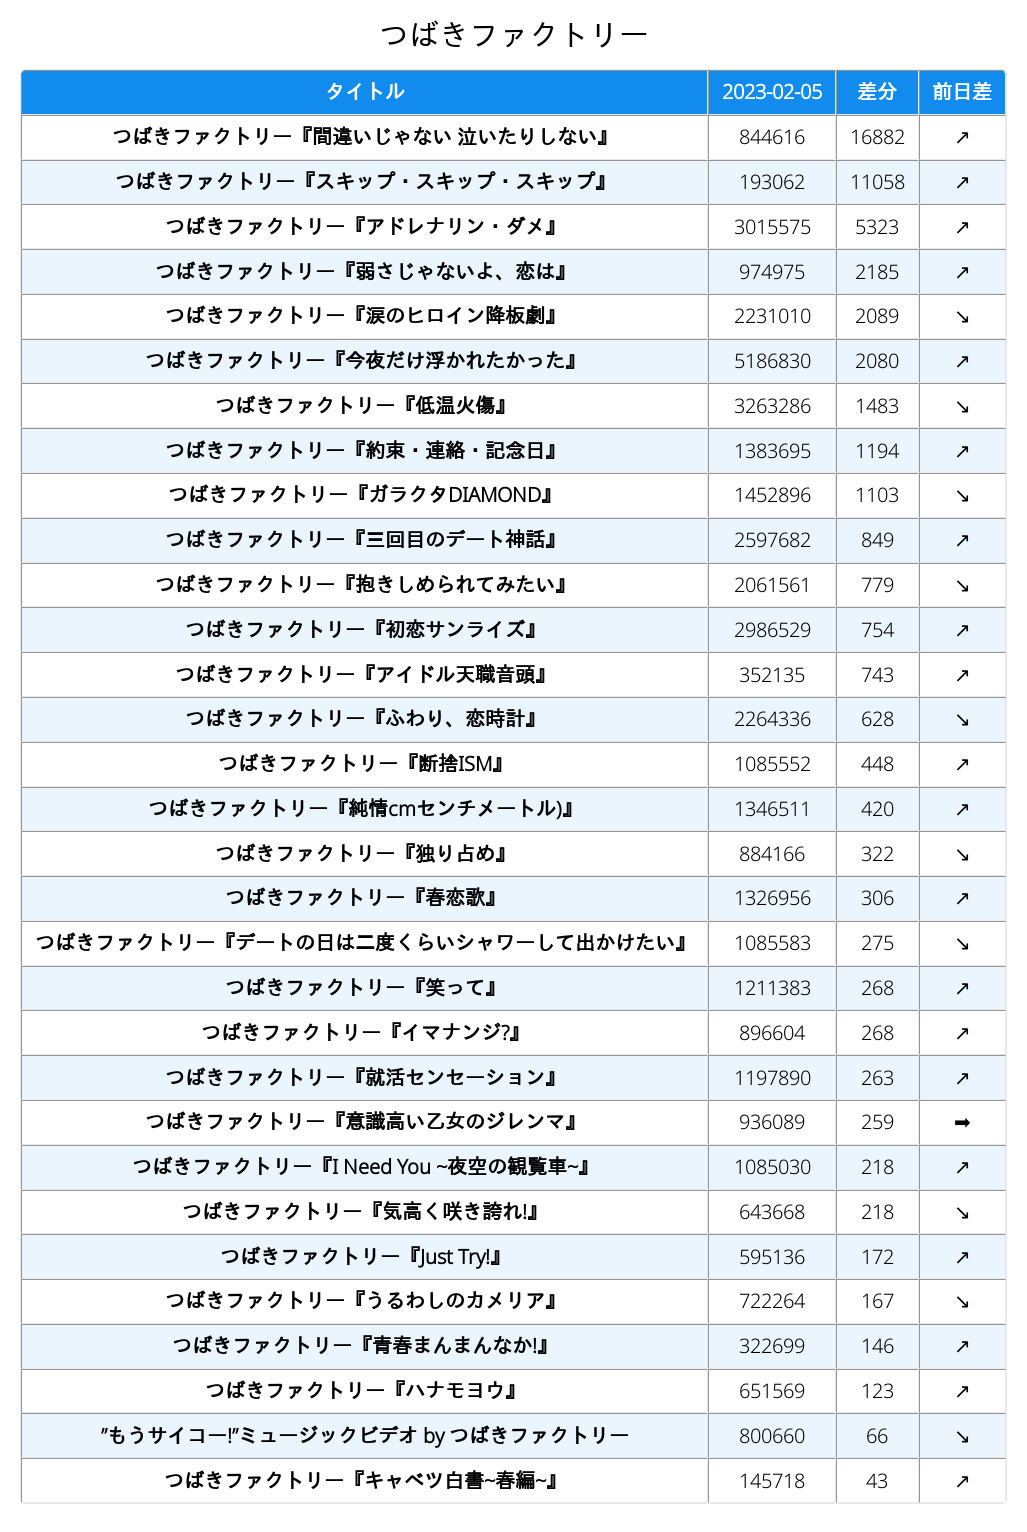 つばきファクトリー
タイトル 2023-02-05 差分 前日差
つばきファクトリー『間違いじゃない 泣いたりしない』 844616 16882 ↗
つばきファクトリー『スキップ・スキップ・スキップ』 193062 11058 ↗
つばきファクトリー『アドレナリン・ダメ』 3015575 5323 ↗
つばきファクトリー『弱さじゃないよ、恋は』 974975 2185 ↗
つばきファクトリー『涙のヒロイン降板劇』 2231010 2089 ↘
つばきファクトリー『今夜だけ浮かれたかった』 5186830 2080 ↗
つばきファクトリー『低温火傷』 3263286 1483 ↘
つばきファクトリー『約束・連絡・記念日』 1383695 1194 ↗
つばきファクトリー『ガラクタDIAMOND』 1452896 1103 ↘
つばきファクトリー『三回目のデート神話』 2597682 849 ↗
つばきファクトリー『抱きしめられてみたい』 2061561 779 ↘
つばきファクトリー『初恋サンライズ』 2986529 754 ↗
つばきファクトリー『アイドル天職音頭』 352135 743 ↗
つばきファクトリー『ふわり、恋時計』 2264336 628 ↘
つばきファクトリー『断捨ISM』 1085552 448 ↗
つばきファクトリー『純情cmセンチメートル)』 1346511 420 ↗
つばきファクトリー『独り占め』 884166 322 ↘
つばきファクトリー『春恋歌』 1326956 306 ↗
つばきファクトリー『デートの日は二度くらいシャワーして出かけたい』 1085583 275 ↘
つばきファクトリー『笑って』 1211383 268 ↗
つばきファクトリー『イマナンジ?』 896604 268 ↗
つばきファクトリー『就活センセーション』 1197890 263 ↗
つばきファクトリー『意識高い乙女のジレンマ』 936089 259 ➡
つばきファクトリー『I Need You ~夜空の観覧車~』 1085030 218 ↗
つばきファクトリー『気高く咲き誇れ!』 643668 218 ↘
つばきファクトリー『Just Try!』 595136 172 ↗
つばきファクトリー『うるわしのカメリア』 722264 167 ↘
つばきファクトリー『青春まんまんなか!』 322699 146 ↗
つばきファクトリー『ハナモヨウ』 651569 123 ↗
”もうサイコー!”ミュージックビデオ by つばきファクトリー 800660 66 ↘
つばきファクトリー『キャベツ白書~春編~』 145718 43 ↗